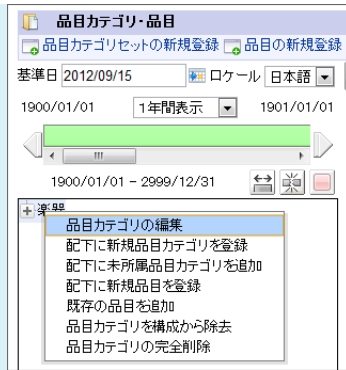 品目カテゴリ・品目
品目カテゴリセットの新規登録 品目の新規登録
基準日 2012/09/15 ロケール 日本語
1900/01/01 1年間表示 1901/01/01
1900/01/01 - 2999/12/31
楽器
品目カテゴリの編集
配下に新規品目カテゴリを登録
配下に未所属品目カテゴリを追加
配下に新規品目を登録
既存の品目を追加
品目カテゴリを構成から除去
品目カテゴリの完全削除